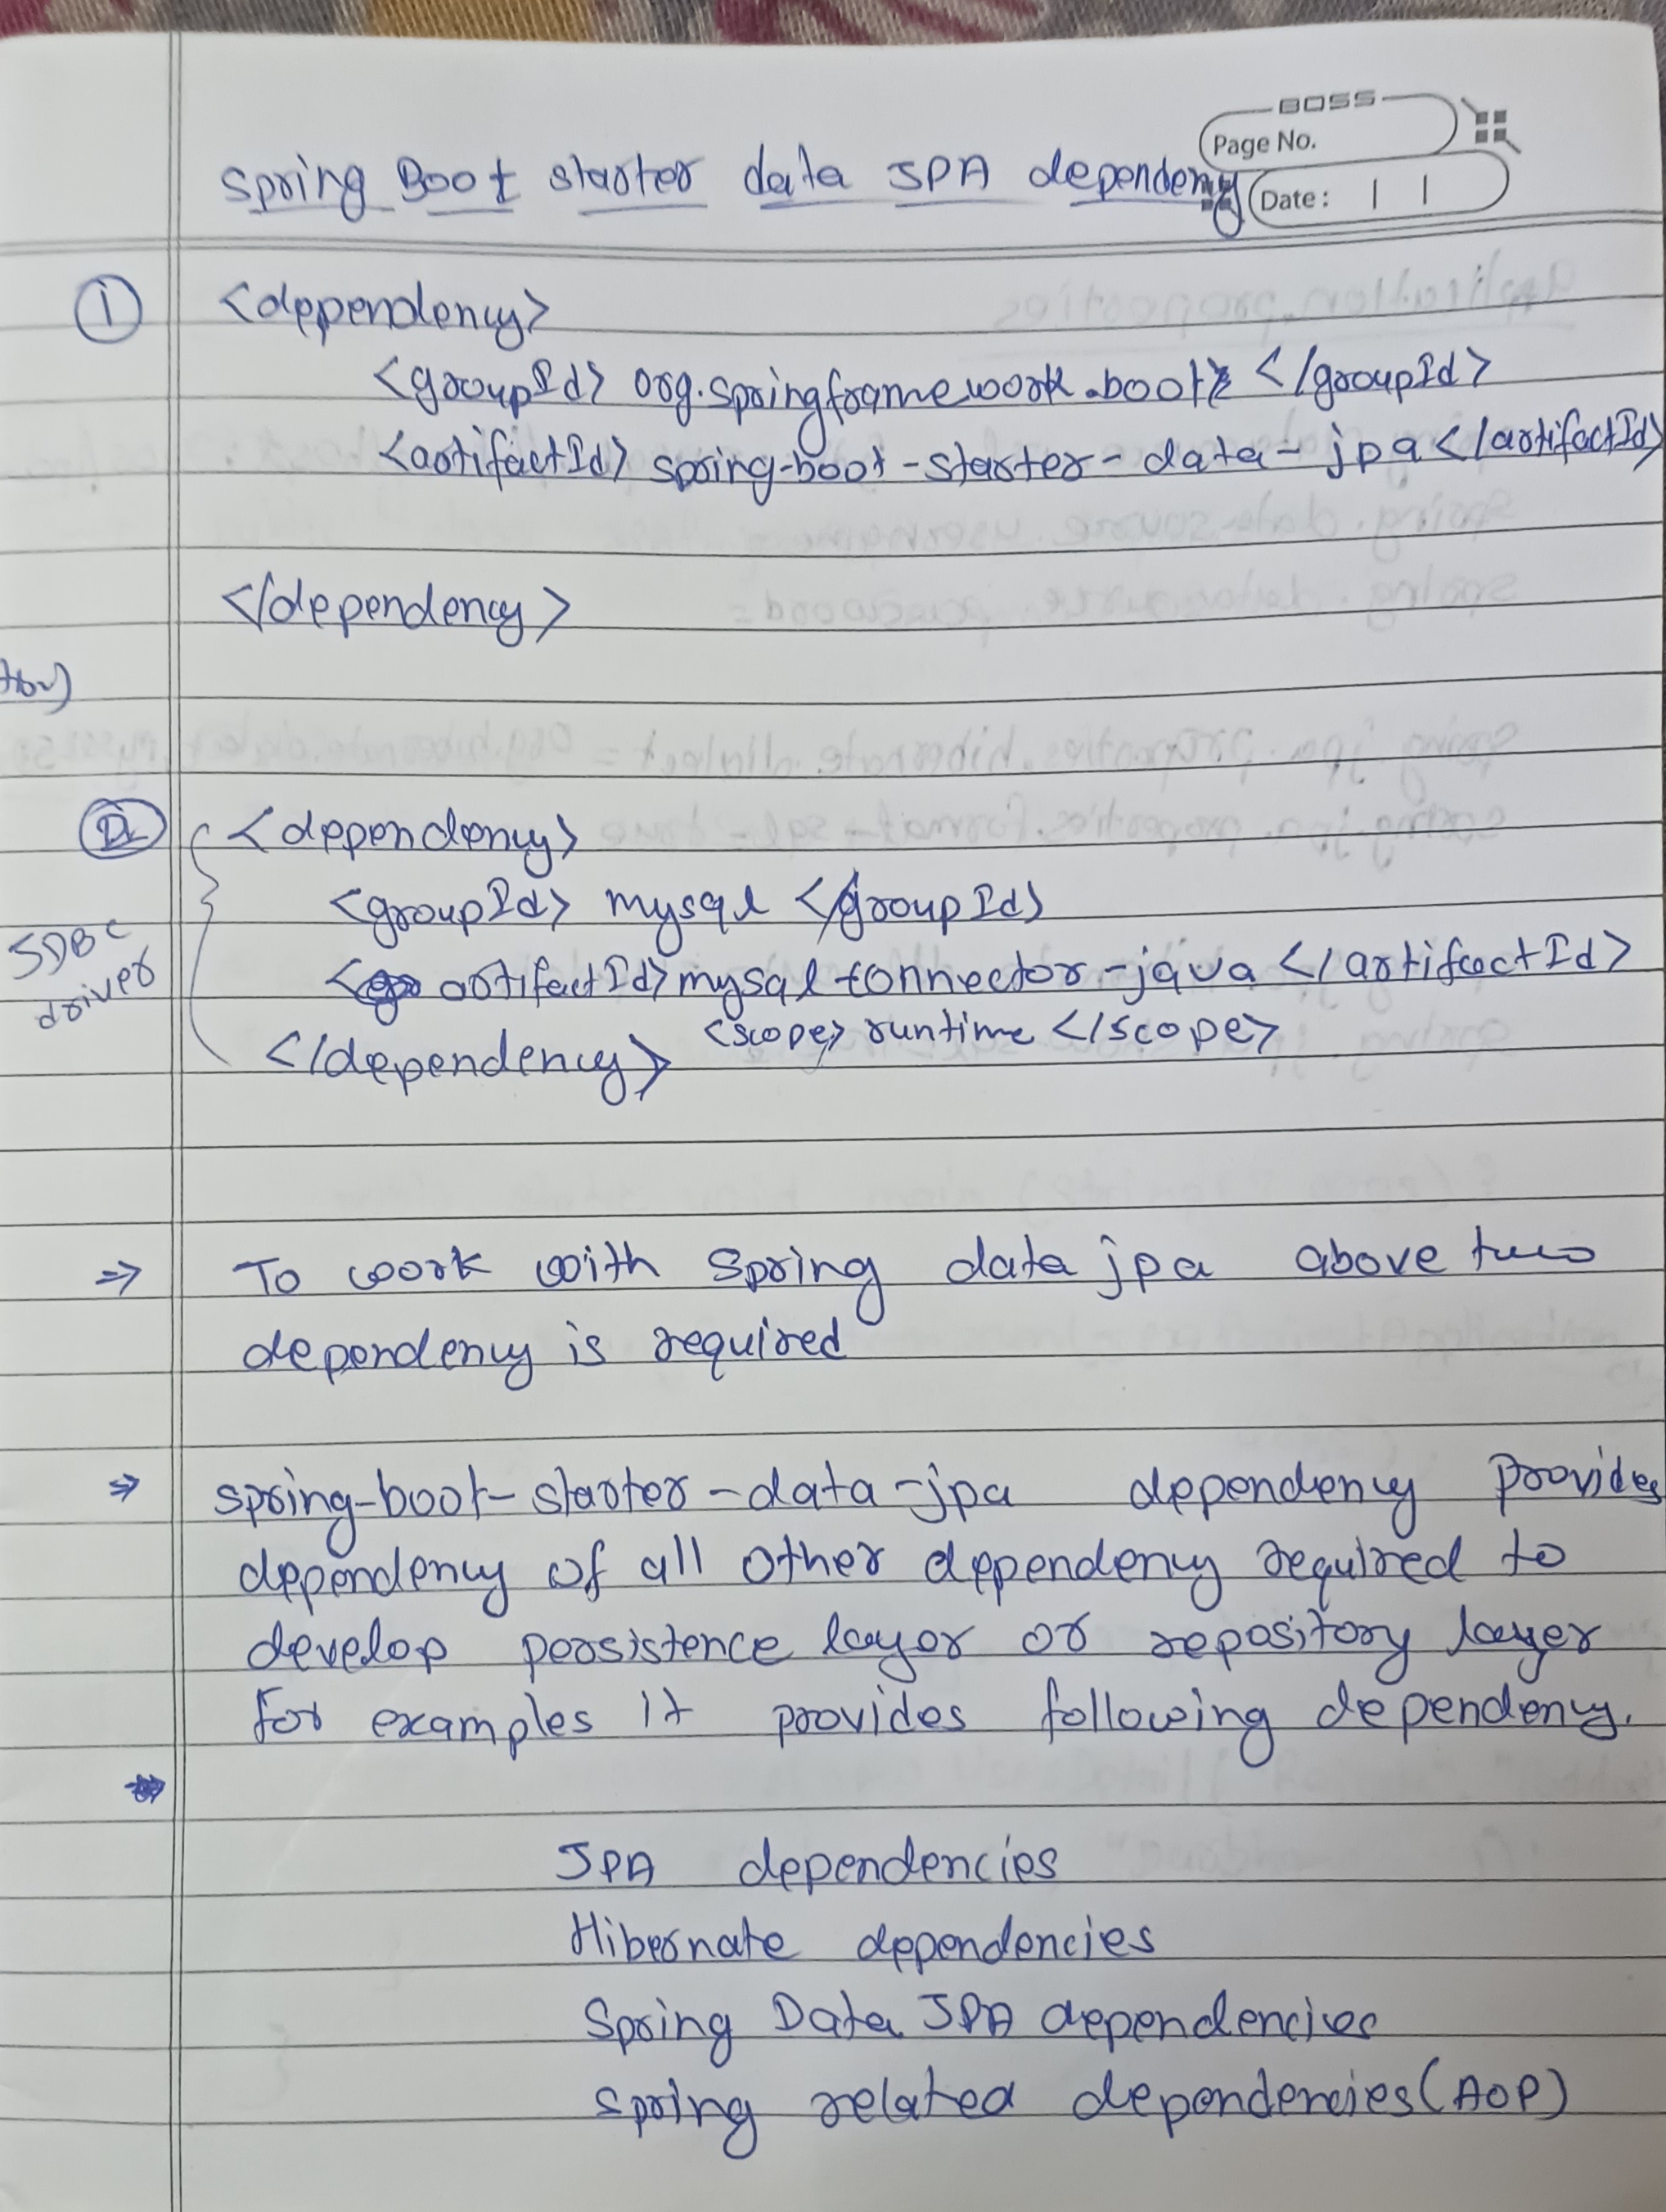 BOSS
Page No.
Date :
Spring Boot starter data JPA dependeny
1 <dependency>
<groupId> org.springframework.boot </groupId>
<artifactId> spring-boot-starter-data-jpa </artifactId>
</dependency>
2 <dependency>
<groupId> mysql </groupId>
<artifactId> mysql-connector-java </artifactId>
<scope> runtime </scope>
</dependency>
JDBC
driver
⇒ To work with Spring data jpa above two
dependency is required
⇒ spring-boot-starter-data-jpa dependency provides
dependency of all other dependency required to
develop persistence layer or repository layer
For examples It provides following dependency.
JPA dependencies
Hibernate dependencies
Spring Data JPA dependencies
Spring related dependencies (AOP)